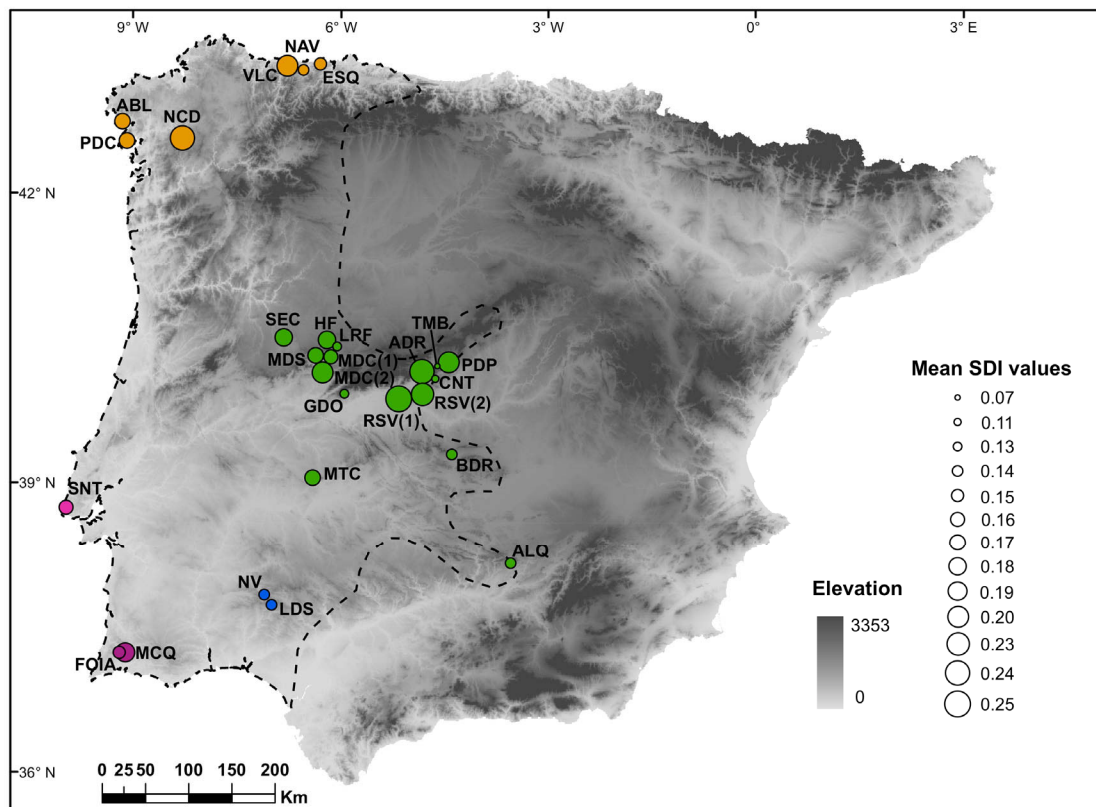 9° W 6° W 3° W 0° 3° E
NAV
VLC ESQ
ABL
NCD
PDC
42° N
SEC HF TMB
LRF ADR
MDS MDC(1) PDP
MDC(2) CNT
GDO RSV(2)
RSV(1)
BDR
39° N MTC
SNT
ALQ
NV
LDS
FOIA MCQ
36° N
Mean SDI values
0.07
0.11
0.13
0.14
0.15
0.16
0.17
0.18
0.19
0.20
0.23
0.24
0.25
Elevation
3353
0
0 25 50 100 150 200
Km